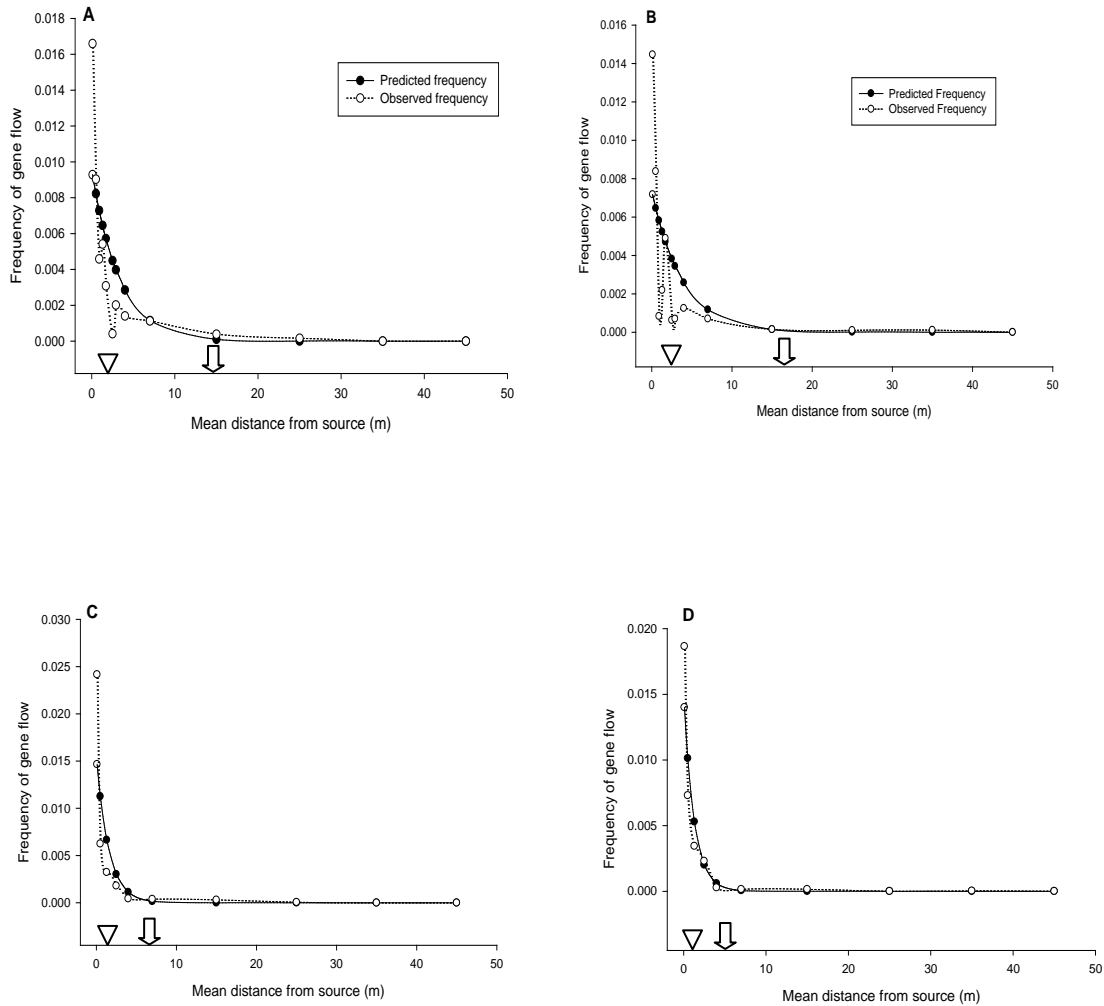 A
0.018
0.016
0.014
0.012
0.010
0.008
0.006
0.004
0.002
0.000
Frequency of gene flow
Predicted frequency
Observed frequency
0 10 20 30 40 50
Mean distance from source (m)
B
0.016
0.014
0.012
0.010
0.008
0.006
0.004
0.002
0.000
Frequency of gene flow
Predicted Frequency
Observed Frequency
0 10 20 30 40 50
Mean distance from source (m)
C
0.030
0.025
0.020
0.015
0.010
0.005
0.000
Frequency of gene flow
0 10 20 30 40 50
Mean distance from source (m)
D
0.020
0.015
0.010
0.005
0.000
Frequency of gene flow
0 10 20 30 40 50
Mean distance from source (m)